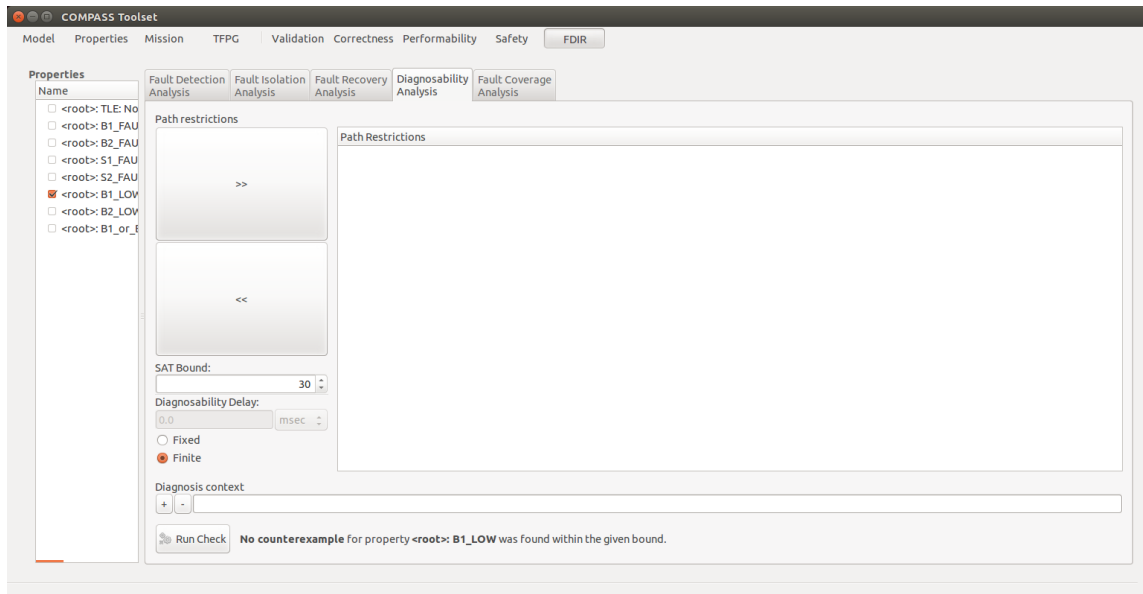 COMPASS Toolset
Model Properties Mission TFPG Validation Correctness Performability Safety FDIR
Properties
Name
<root>: TLE: No
<root>: B1_FAU
<root>: B2_FAU
<root>: S1_FAU
<root>: S2_FAU
<root>: B1_LOW
<root>: B2_LOW
<root>: B1_or_B
Fault Detection Analysis
Fault Isolation Analysis
Fault Recovery Analysis
Diagnosability Analysis
Fault Coverage Analysis
Path restrictions
>>
<<
Path Restrictions
SAT Bound:
30
Diagnosability Delay:
0.0 msec
Fixed
Finite
Diagnosis context
+ -
Run Check No counterexample for property <root>: B1_LOW was found within the given bound.